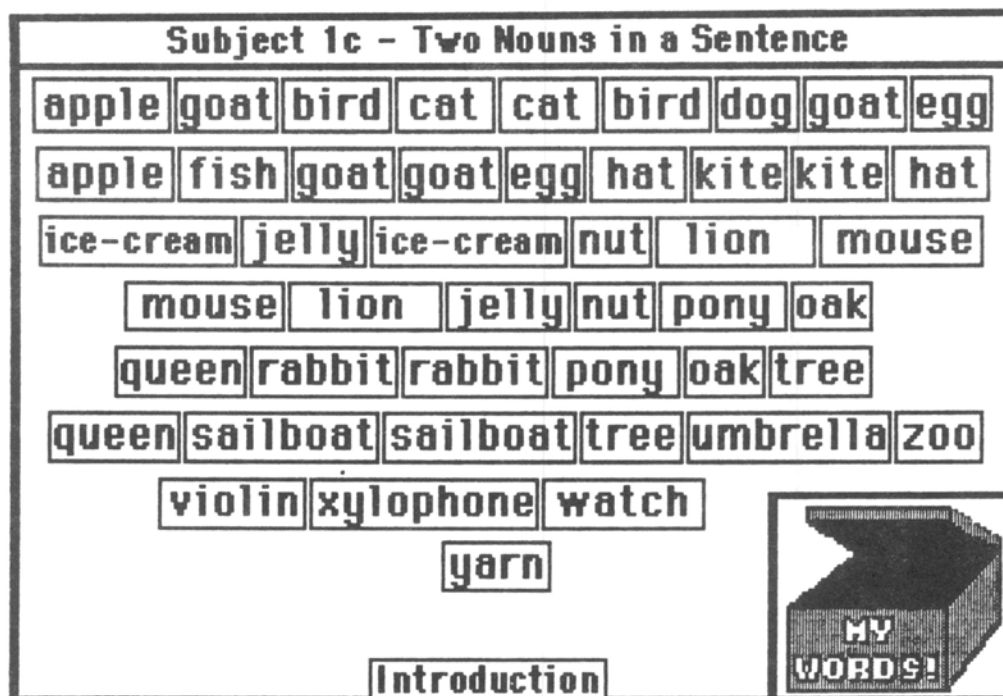 Subject 1c - Two Nouns in a Sentence
apple goat bird cat cat bird dog goat egg
apple fish goat goat egg hat kite kite hat
ice-cream jelly ice-cream nut lion mouse
mouse lion jelly nut pony oak
queen rabbit rabbit pony oak tree
queen sailboat sailboat tree umbrella zoo
violin xylophone watch
yarn
MY
WORDS!
Introduction